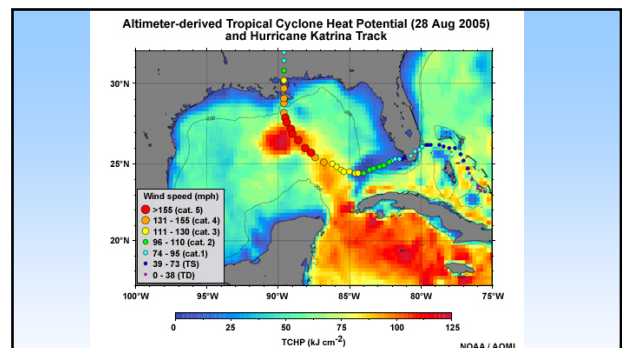 Altimeter-derived Tropical Cyclone Heat Potential (28 Aug 2005)
and Hurricane Katrina Track
30°N
25°N
20°N
Wind speed (mph)
>155 (cat. 5)
131 - 155 (cat. 4)
111 - 130 (cat. 3)
96 - 110 (cat. 2)
74 - 95 (cat.1)
39 - 73 (TS)
0 - 38 (TD)
100°W 95°W 90°W 85°W 80°W 75°W
0 25 50 75 100 125
TCHP (kJ cm-2)
NOAA / AOML